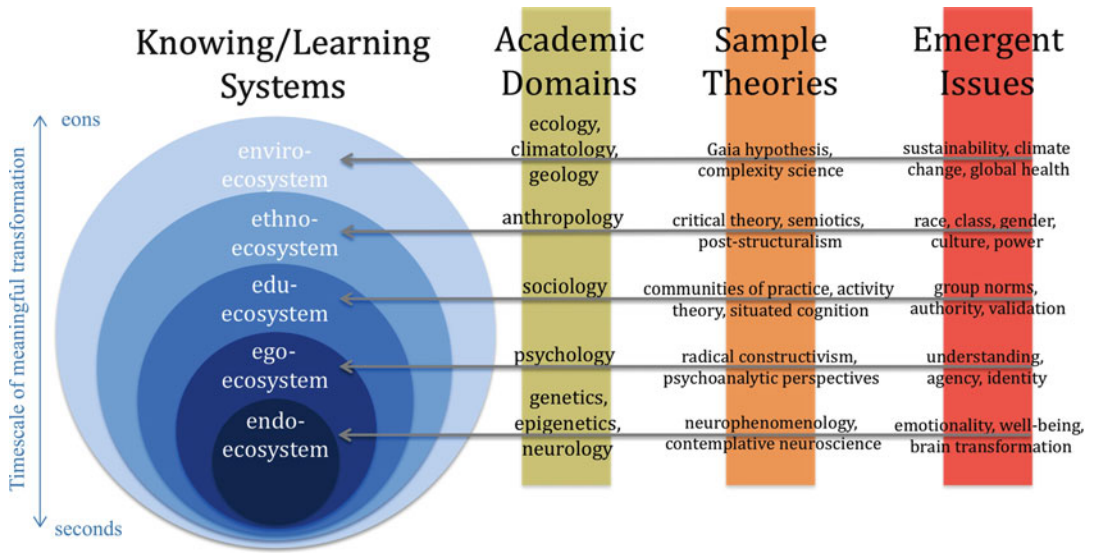 Knowing/Learning
Systems
Academic
Domains
Sample
Theories
Emergent
Issues
Timescale of meaningful transformation
eons
seconds
enviro-
ecosystem
ecology,
climatology,
geology
Gaia hypothesis,
complexity science
sustainability, climate
change, global health
ethno-
ecosystem
anthropology
critical theory, semiotics,
post-structuralism
race, class, gender,
culture, power
edu-
ecosystem
sociology
communities of practice, activity
theory, situated cognition
group norms,
authority, validation
ego-
ecosystem
psychology
radical constructivism,
psychoanalytic perspectives
understanding,
agency, identity
endo-
ecosystem
genetics,
epigenetics,
neurology
neurophenomenology,
contemplative neuroscience
emotionality, well-being,
brain transformation